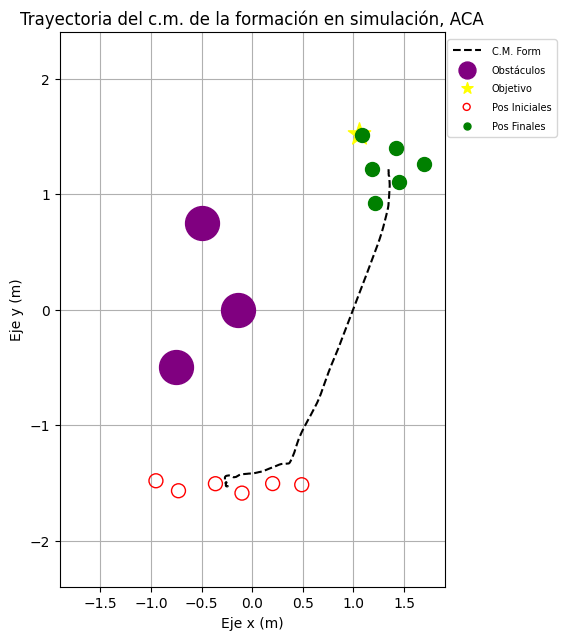 Trayectoria del c.m. de la formación en simulación, ACA
C.M. Form
Obstáculos
Objetivo
Pos Iniciales
Pos Finales
Eje y (m)
2
1
0
−1
−2
−1.5
−1.0
−0.5
0.0
0.5
1.0
1.5
Eje x (m)